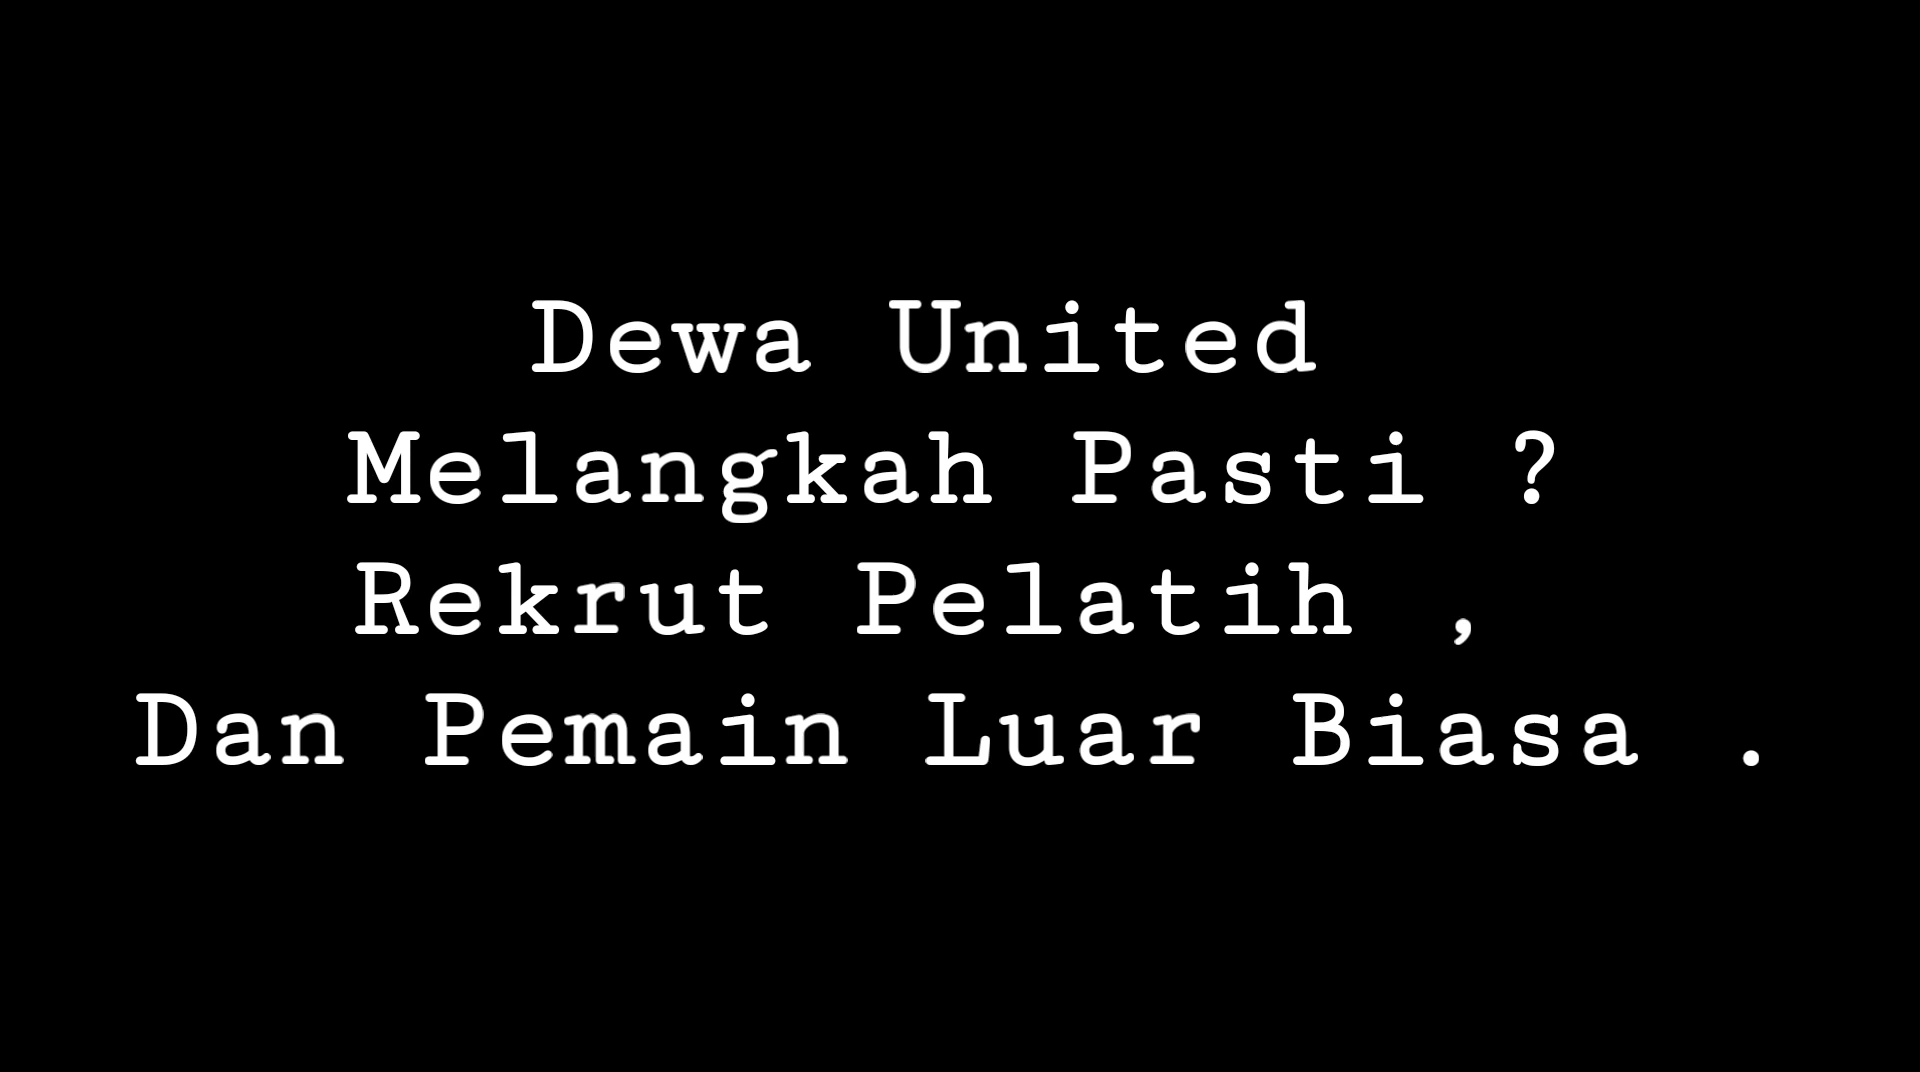 Dewa United
Melangkah Pasti ?
Rekrut Pelatih ,
Dan Pemain Luar Biasa .